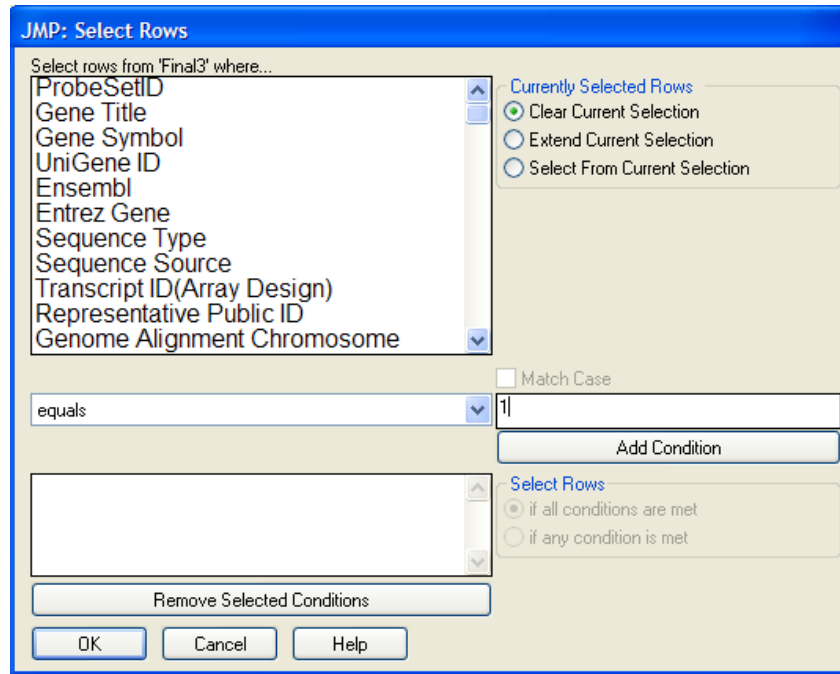 JMP: Select Rows
Select rows from 'Final3' where...
ProbeSetID
Gene Title
Gene Symbol
UniGene ID
Ensembl
Entrez Gene
Sequence Type
Sequence Source
Transcript ID(Array Design)
Representative Public ID
Genome Alignment Chromosome
Currently Selected Rows
Clear Current Selection
Extend Current Selection
Select From Current Selection
Match Case
equals
1
Add Condition
Select Rows
if all conditions are met
if any condition is met
Remove Selected Conditions
OK Cancel Help